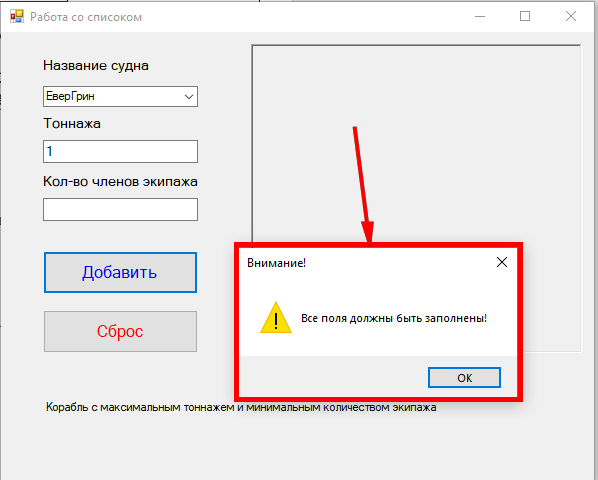 Работа со списоком
Название судна
ЕверГрин
Тоннажа
1
Кол-во членов экипажа
Добавить
Сброс
Внимание!
Все поля должны быть заполнены!
OK
Корабль с максимальным тоннажем и минимальным количеством экипажа